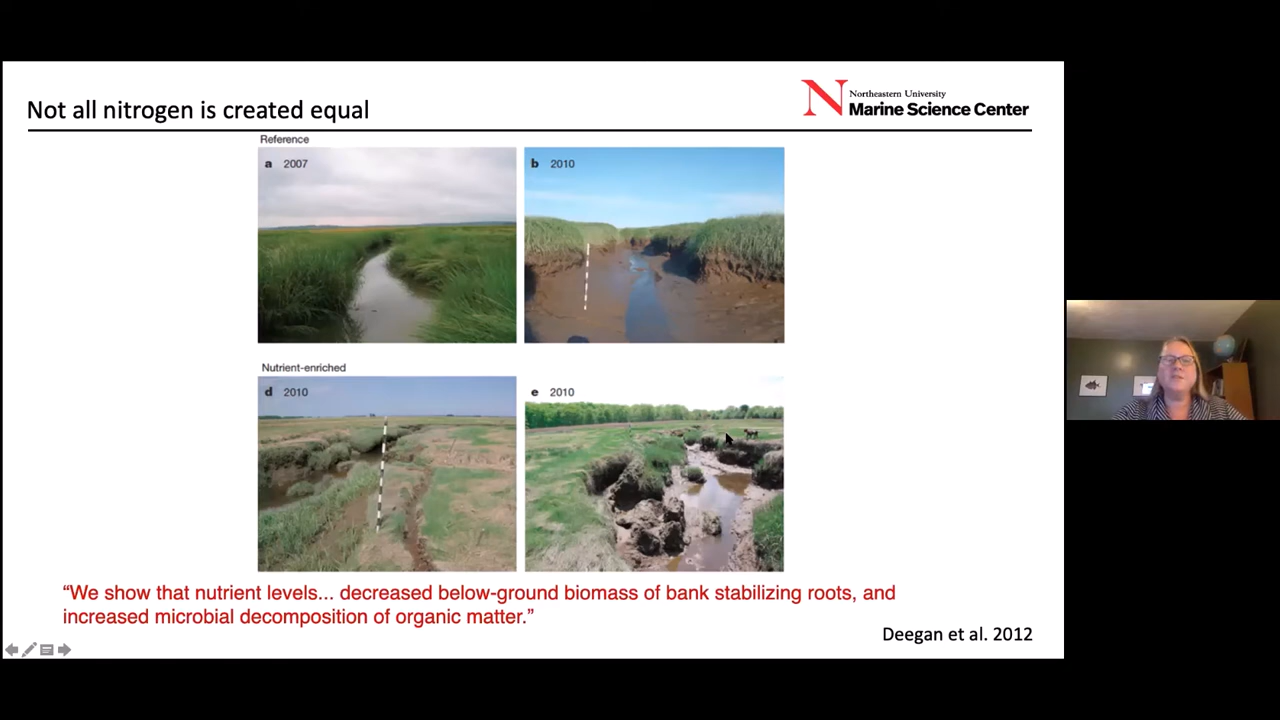 Not all nitrogen is created equal
Northeastern University
Marine Science Center
Reference
a 2007
b 2010
Nutrient-enriched
d 2010
e 2010
“We show that nutrient levels... decreased below-ground biomass of bank stabilizing roots, and
increased microbial decomposition of organic matter.”
Deegan et al. 2012